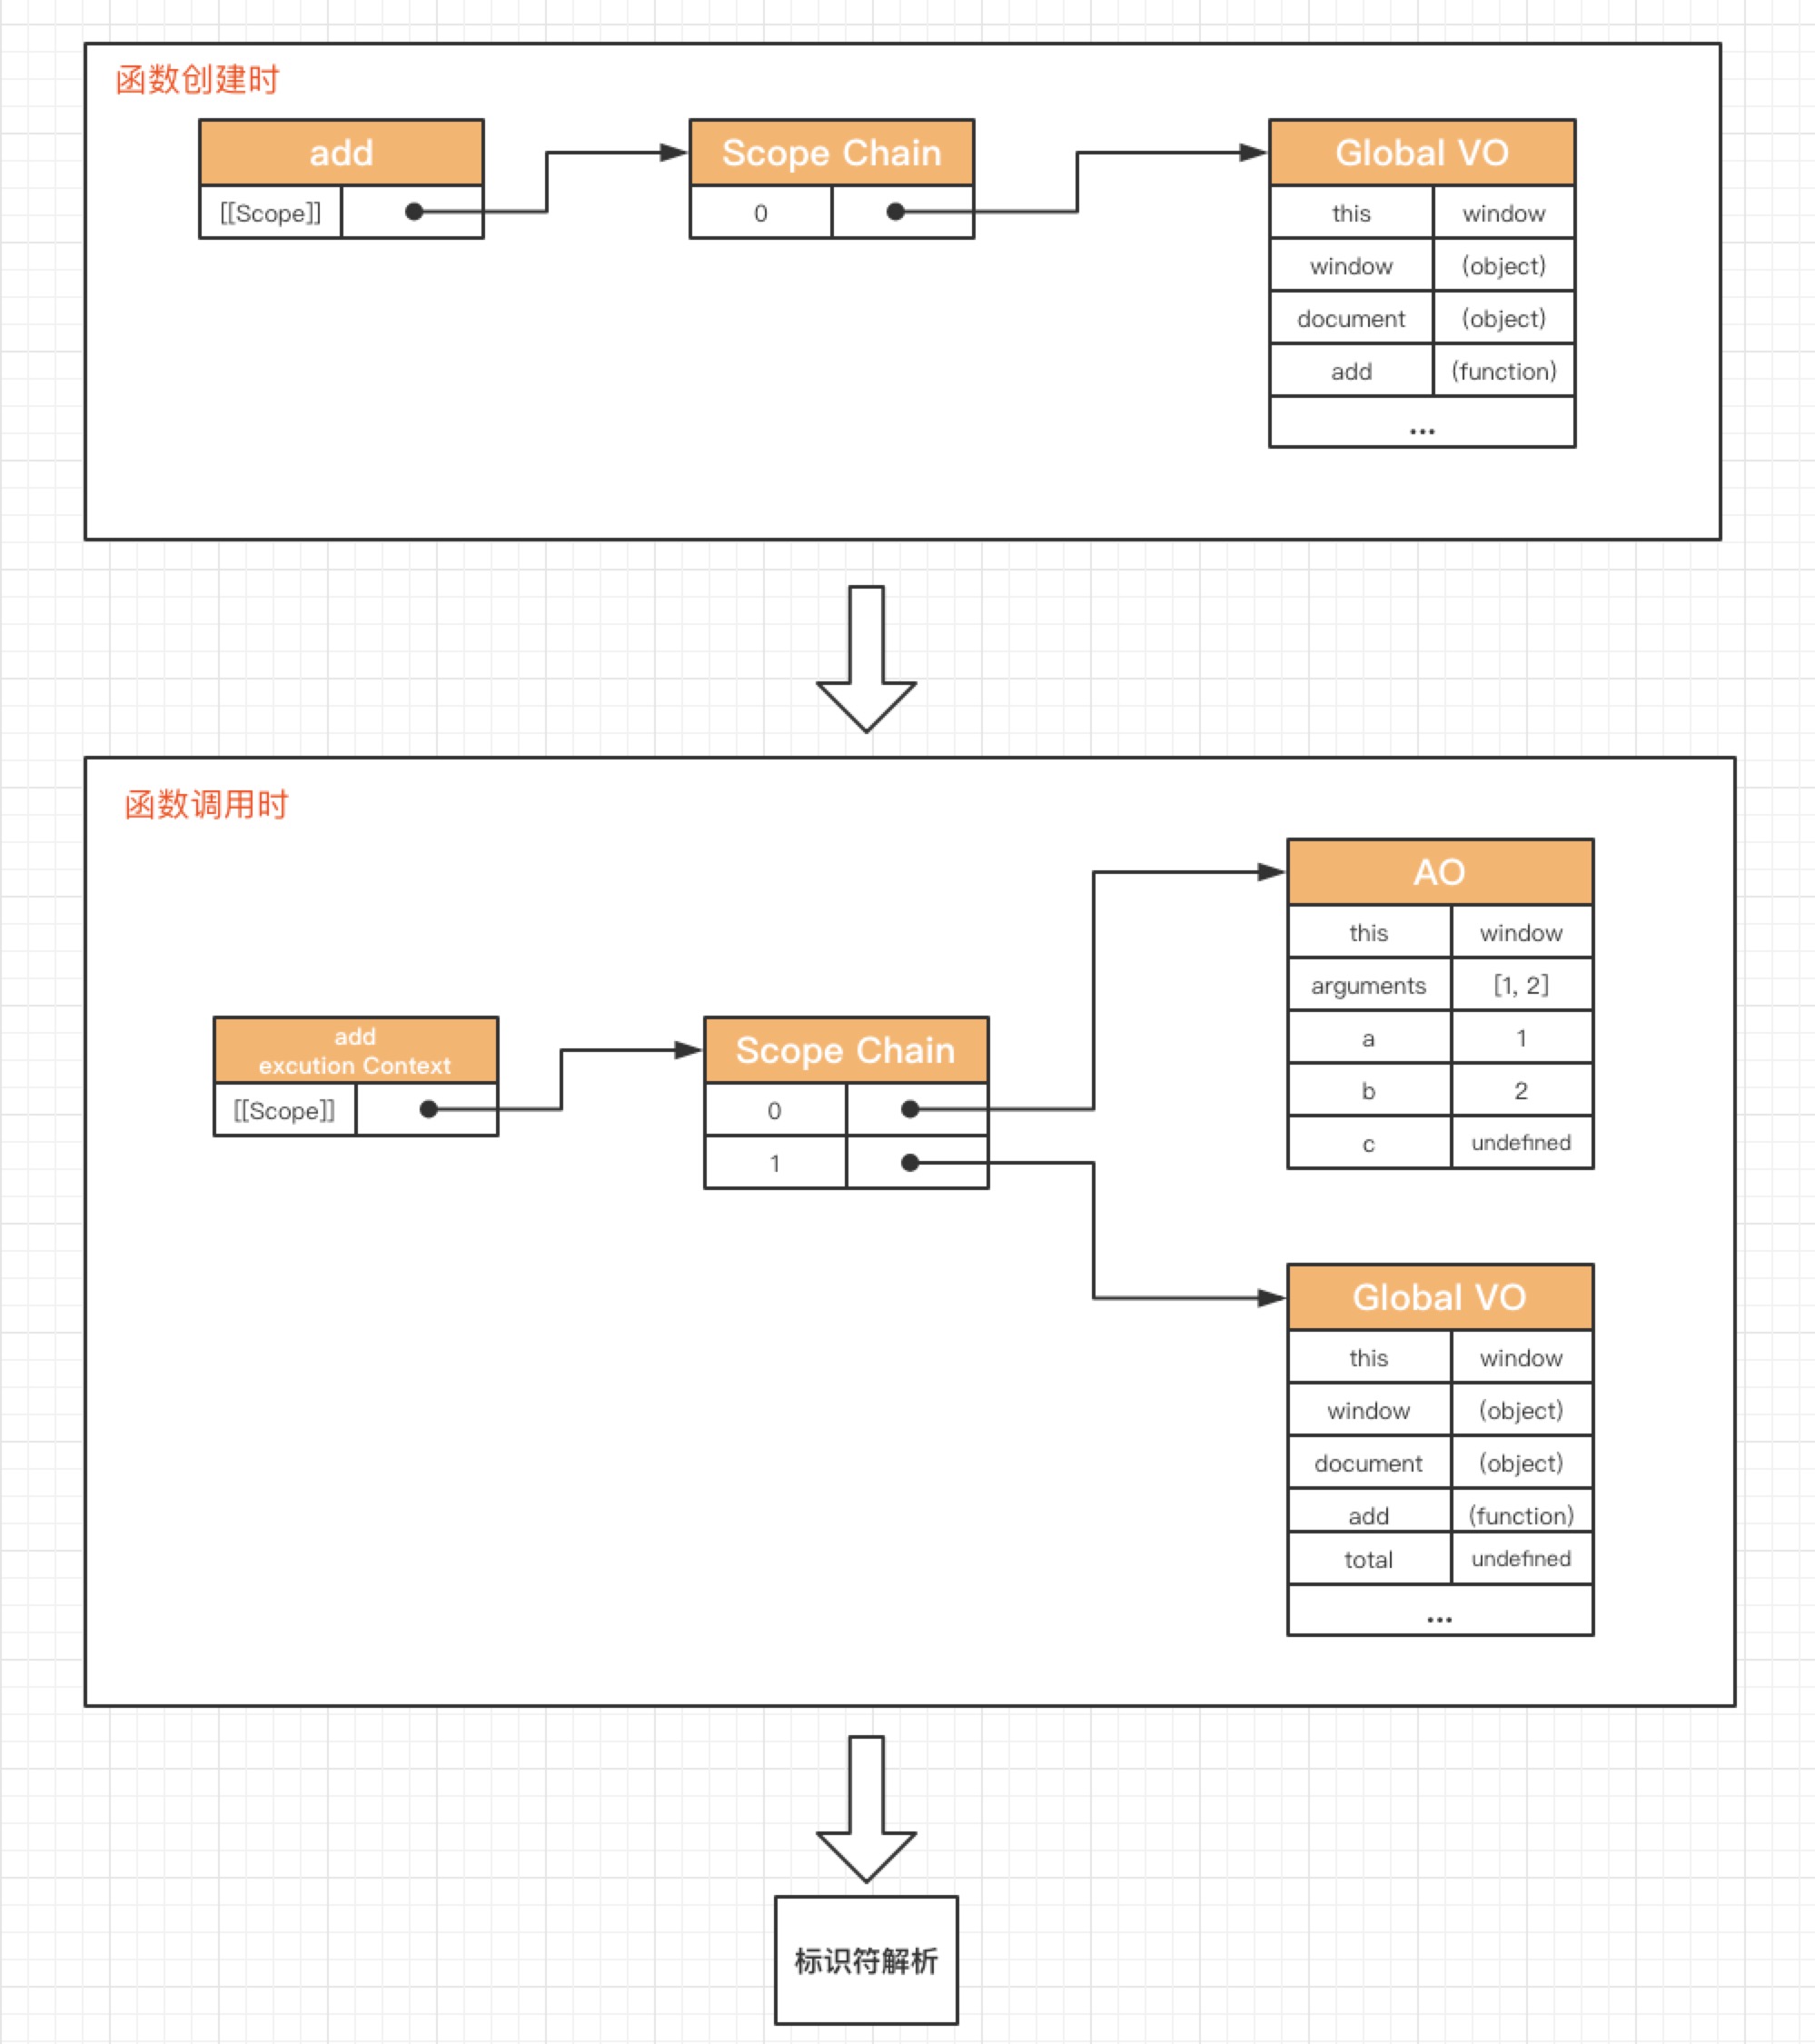 函数创建时
add
[[Scope]]
Scope Chain
0
Global VO
this window
window (object)
document (object)
add (function)
...
函数调用时
add
excution Context
[[Scope]]
Scope Chain
0
1
AO
this window
arguments [1, 2]
a 1
b 2
c undefined
Global VO
this window
window (object)
document (object)
add (function)
total undefined
...
标识符解析